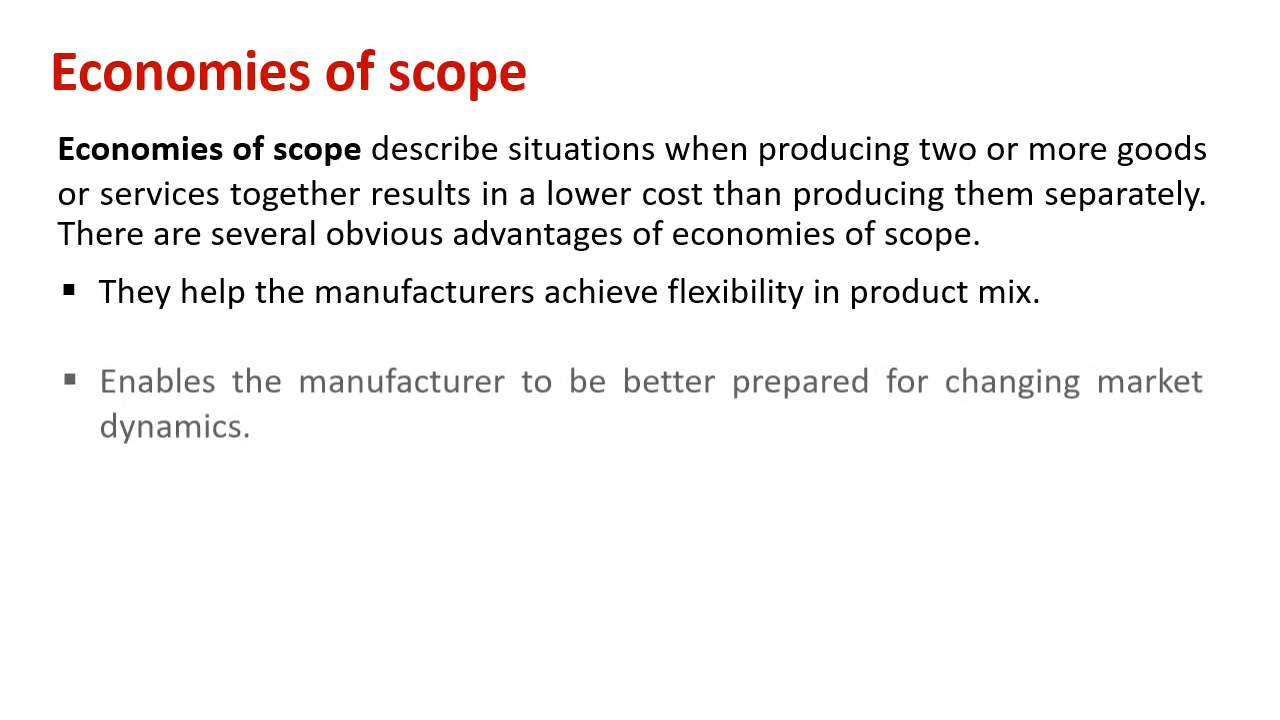 Economies of scope
Economies of scope describe situations when producing two or more goods
or services together results in a lower cost than producing them separately.
There are several obvious advantages of economies of scope.
▪ They help the manufacturers achieve flexibility in product mix.
▪ Enables the manufacturer to be better prepared for changing market
dynamics.